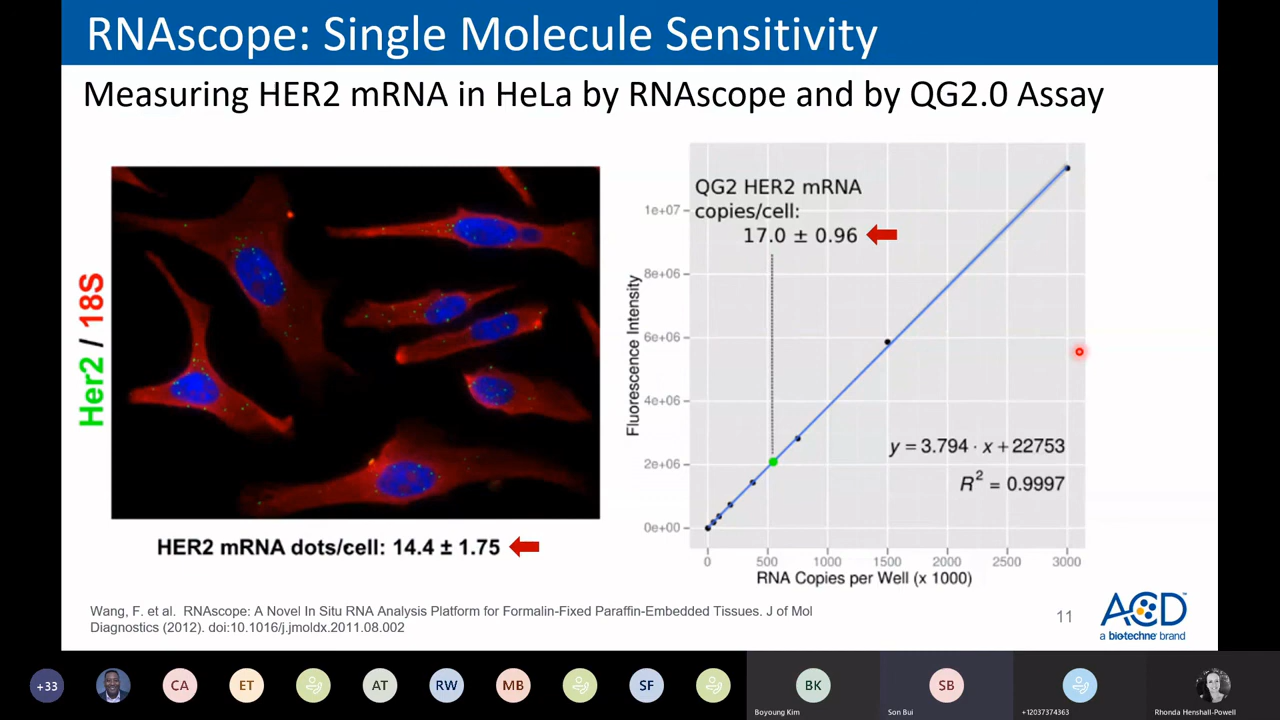 RNAscope: Single Molecule Sensitivity
Measuring HER2 mRNA in HeLa by RNAscope and by QG2.0 Assay
Her2 / 18S
HER2 mRNA dots/cell: 14.4 ± 1.75
QG2 HER2 mRNA
copies/cell:
17.0 ± 0.96
Fluorescence Intensity
1e+07
8e+06
6e+06
4e+06
2e+06
0e+00
y = 3.794 · x + 22753
R² = 0.9997
0 500 1000 1500 2000 2500 3000
RNA Copies per Well (x 1000)
Wang, F. et al. RNAscope: A Novel In Situ RNA Analysis Platform for Formalin-Fixed Paraffin-Embedded Tissues. J of Mol
Diagnostics (2012). doi:10.1016/j.jmoldx.2011.08.002
11
ACD™
a biotechne brand
+33 CA ET AT RW MB SF BK SB
Boyoung Kim Son Bui +12037374363 Rhonda Henshall-Powell